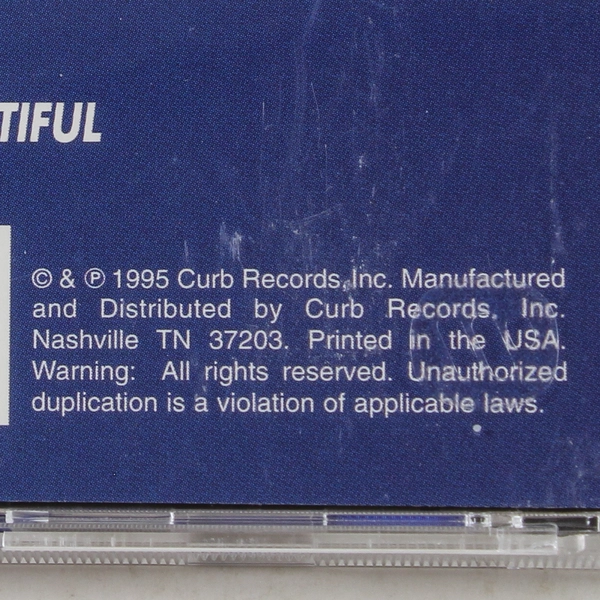 TIFUL
© & ℗ 1995 Curb Records, Inc. Manufactured
and Distributed by Curb Records, Inc.
Nashville TN 37203. Printed in the USA.
Warning: All rights reserved. Unauthorized
duplication is a violation of applicable laws.